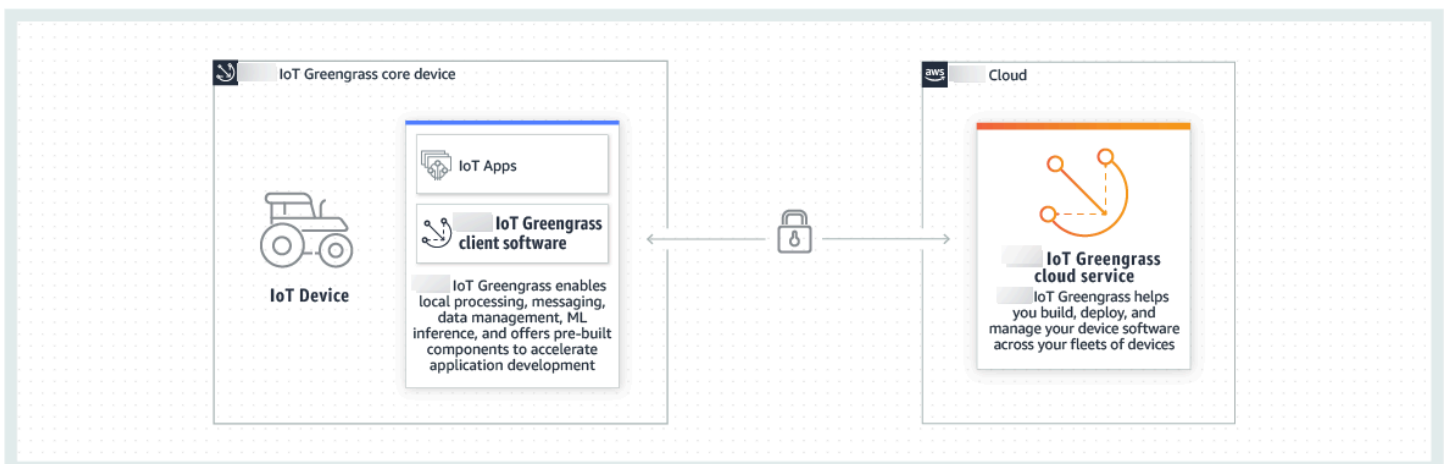 IoT Greengrass core device
IoT Device
IoT Apps
IoT Greengrass
client software
IoT Greengrass enables
local processing, messaging,
data management, ML
inference, and offers pre-built
components to accelerate
application development
aws
Cloud
IoT Greengrass
cloud service
IoT Greengrass helps
you build, deploy, and
manage your device software
across your fleets of devices